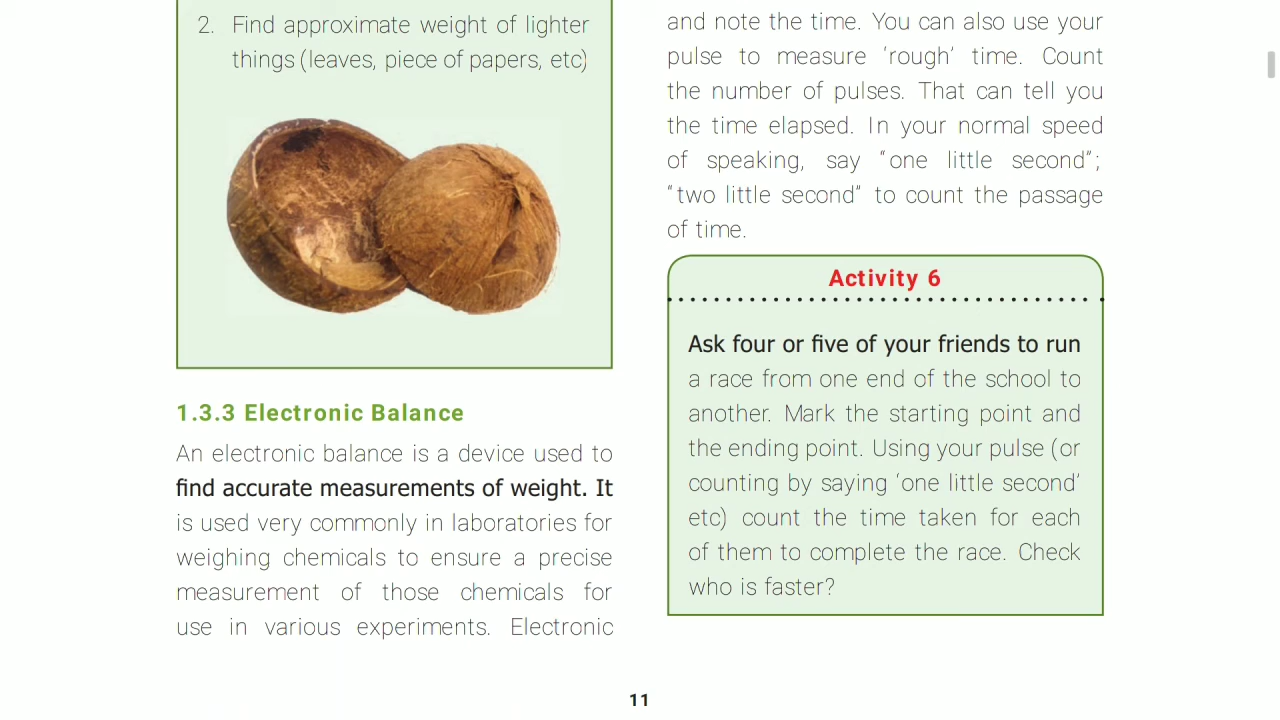 2. Find approximate weight of lighter
things (leaves, piece of papers, etc)
1.3.3 Electronic Balance
An electronic balance is a device used to
find accurate measurements of weight. It
is used very commonly in laboratories for
weighing chemicals to ensure a precise
measurement of those chemicals for
use in various experiments. Electronic
and note the time. You can also use your
pulse to measure ‘rough’ time. Count
the number of pulses. That can tell you
the time elapsed. In your normal speed
of speaking, say “one little second”;
“two little second” to count the passage
of time.
Activity 6
Ask four or five of your friends to run
a race from one end of the school to
another. Mark the starting point and
the ending point. Using your pulse (or
counting by saying ‘one little second’
etc) count the time taken for each
of them to complete the race. Check
who is faster?
11